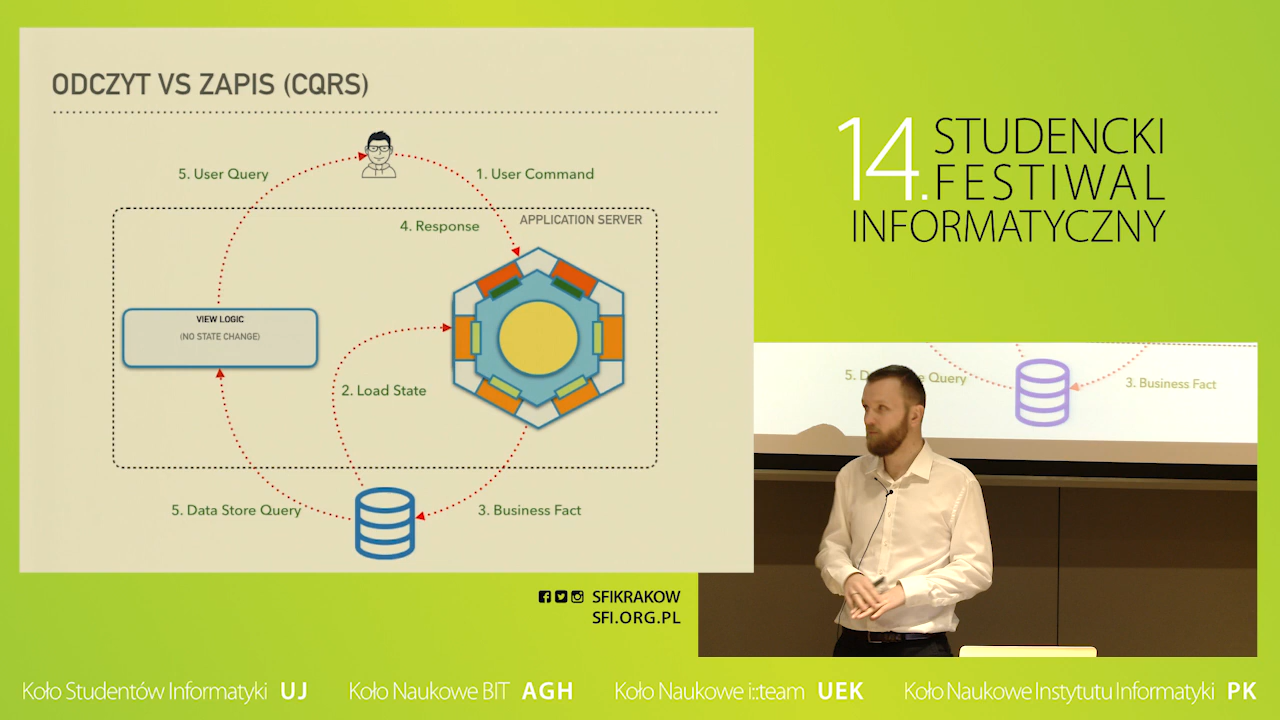 ODCZYT VS ZAPIS (CQRS)
5. User Query
1. User Command
4. Response
APPLICATION SERVER
VIEW LOGIC
(NO STATE CHANGE)
2. Load State
5. Data Store Query
3. Business Fact
14. STUDENCKI
FESTIWAL
INFORMATYCZNY
5. D
Query
3. Business Fact
SFIKRAKOW
SFI.ORG.PL
Koło Studentów Informatyki UJ
Koło Naukowe BIT AGH
Koło Naukowe i::team UEK
Koło Naukowe Instytutu Informatyki PK